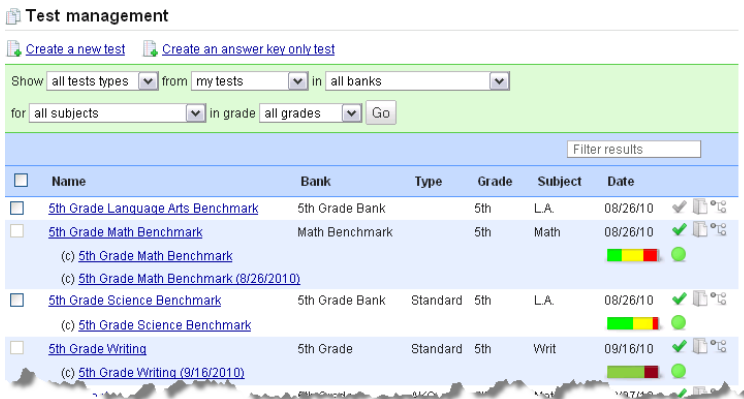 Test management
Create a new test Create an answer key only test
Show all tests types from my tests in all banks
for all subjects in grade all grades Go
Filter results
Name Bank Type Grade Subject Date
5th Grade Language Arts Benchmark 5th Grade Bank 5th L.A. 08/26/10
5th Grade Math Benchmark Math Benchmark 5th Math 08/26/10
(c) 5th Grade Math Benchmark
(c) 5th Grade Math Benchmark (8/26/2010)
5th Grade Science Benchmark 5th Grade Bank Standard 5th L.A. 08/26/10
(c) 5th Grade Science Benchmark
5th Grade Writing 5th Grade Standard 5th Writ 09/16/10
(c) 5th Grade Writing (9/16/2010)